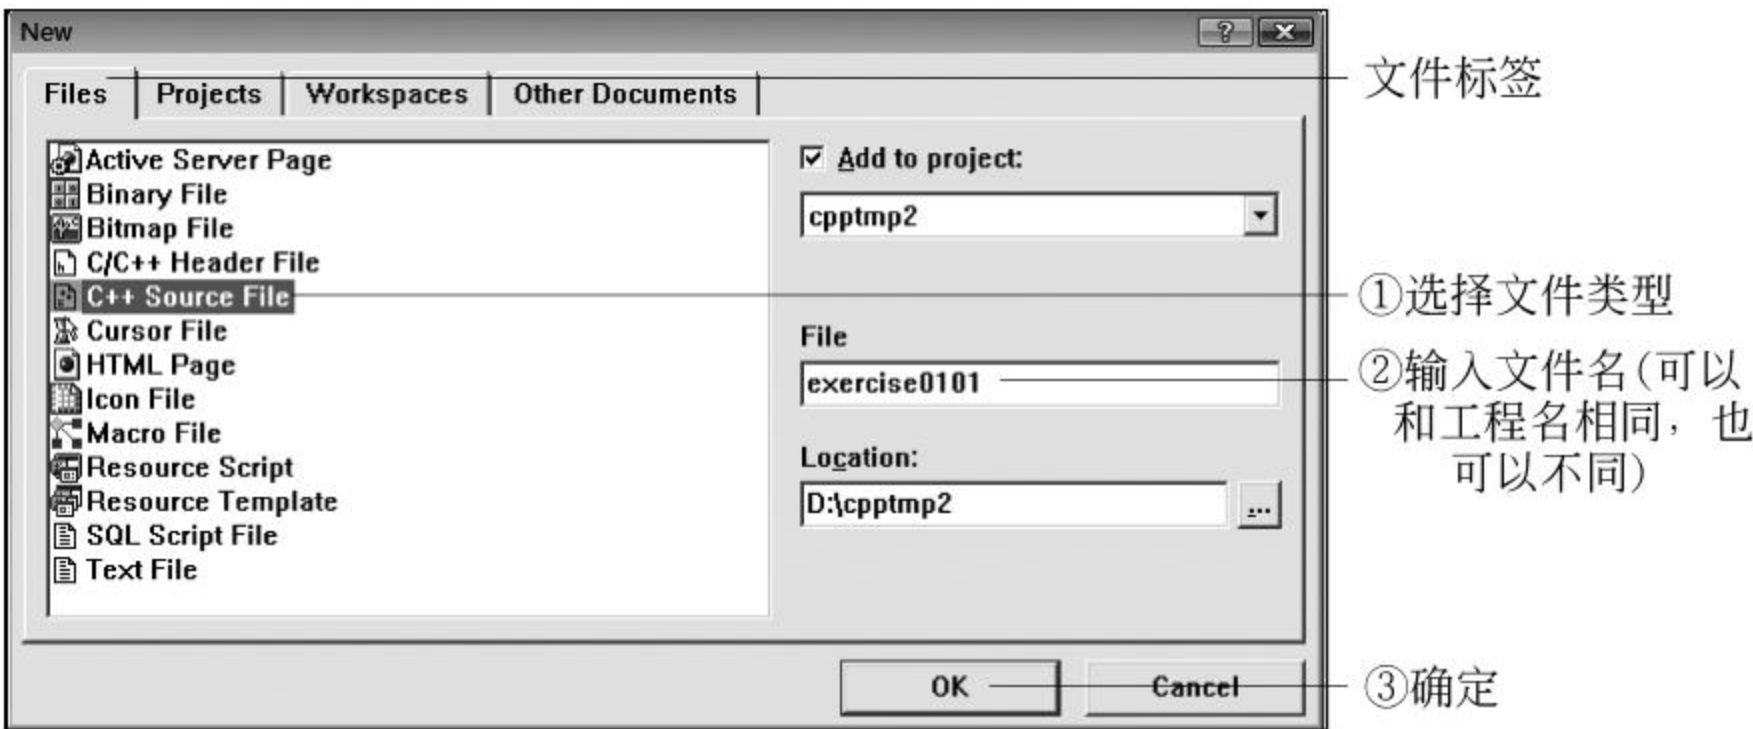 New
Files
Projects
Workspaces
Other Documents
文件标签
Active Server Page
Binary File
Bitmap File
C/C++ Header File
C++ Source File
Cursor File
HTML Page
Icon File
Macro File
Resource Script
Resource Template
SQL Script File
Text File
Add to project:
cpptmp2
①选择文件类型
File
exercise0101
②输入文件名(可以
和工程名相同，也
可以不同)
Location:
D:\cpptmp2
...
OK
Cancel
③确定